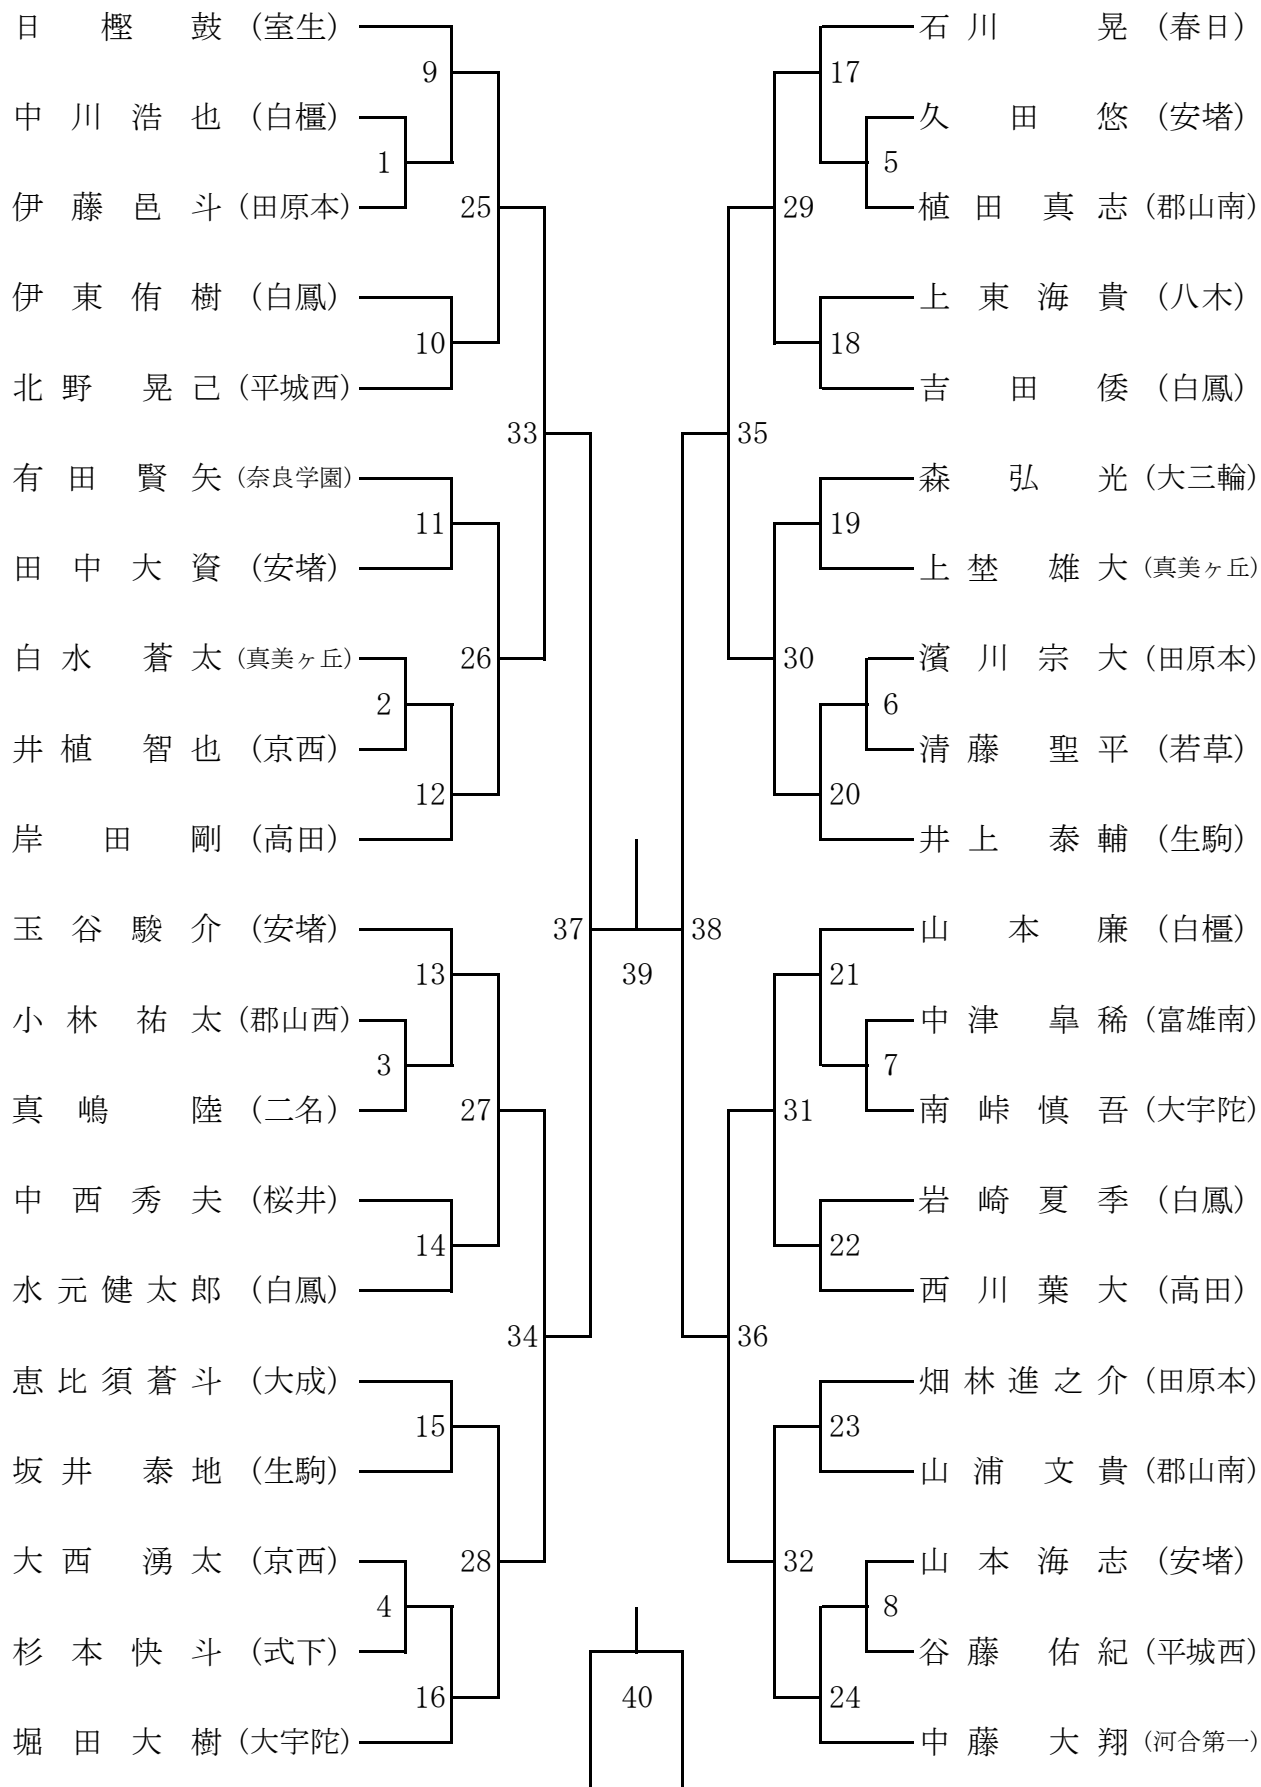 日樫鼓 (室生)
9
中川浩也 (白橿)
1
伊藤邑斗 (田原本)
25
伊東侑樹 (白鳳)
10
北野晃己 (平城西)
33
有田賢矢 (奈良学園)
11
田中大資 (安堵)
白水蒼太 (真美ヶ丘)
26
2
井植智也 (京西)
12
岸田剛 (高田)
玉谷駿介 (安堵)
37
13
小林祐太 (郡山西)
3
真嶋陸 (二名)
27
中西秀夫 (桜井)
14
水元健太郎 (白鳳)
34
恵比須蒼斗 (大成)
15
坂井泰地 (生駒)
大西湧太 (京西)
28
4
杉本快斗 (式下)
16
堀田大樹 (大宇陀)
39
40
石川晃 (春日)
17
久田悠 (安堵)
5
植田真志 (郡山南)
29
上東海貴 (八木)
18
吉田倭 (白鳳)
35
森弘光 (大三輪)
19
上埜雄大 (真美ヶ丘)
濱川宗大 (田原本)
30
6
清藤聖平 (若草)
20
井上泰輔 (生駒)
山本廉 (白橿)
38
21
中津皐稀 (富雄南)
7
南峠慎吾 (大宇陀)
31
岩崎夏季 (白鳳)
22
西川葉大 (高田)
36
畑林進之介 (田原本)
23
山浦文貴 (郡山南)
山本海志 (安堵)
32
8
谷藤佑紀 (平城西)
24
中藤大翔 (河合第一)